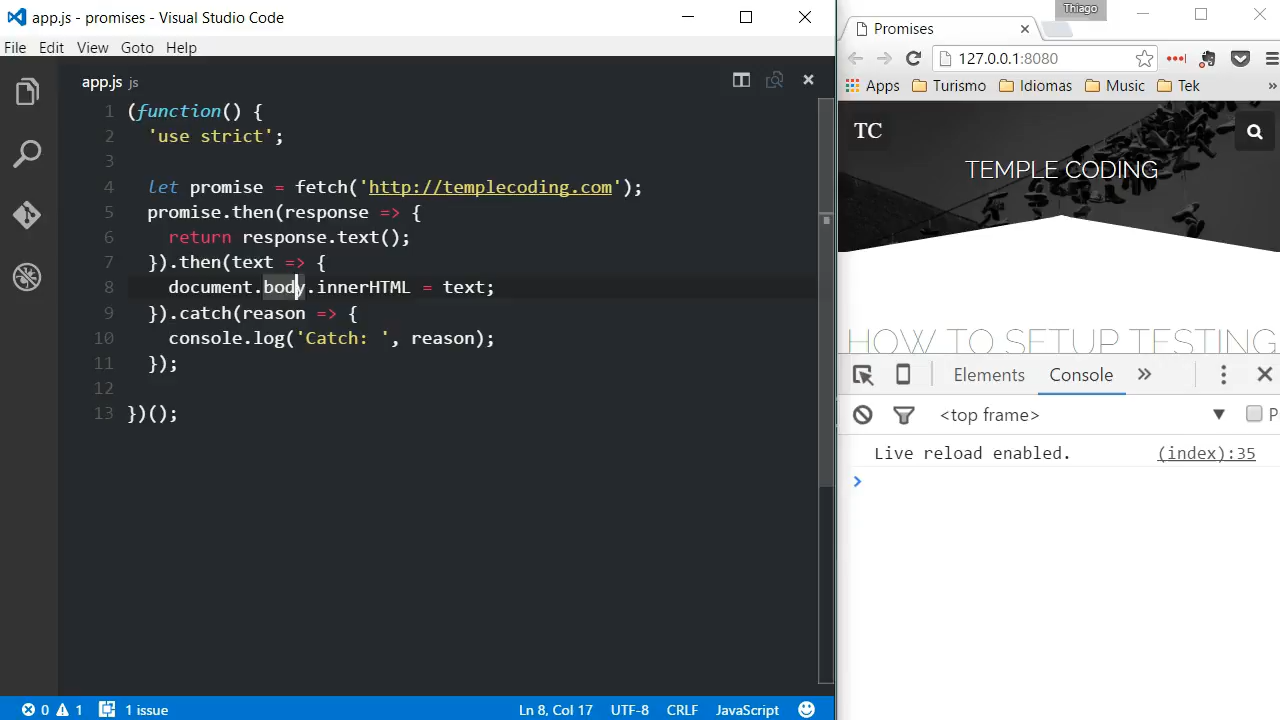 app.js - promises - Visual Studio Code
File Edit View Goto Help
app.js js
1 (function() {
2 'use strict';
3
4 let promise = fetch('http://templecoding.com');
5 promise.then(response => {
6 return response.text();
7 }).then(text => {
8 document.body.innerHTML = text;
9 }).catch(reason => {
10 console.log('Catch: ', reason);
11 });
12
13 })();
0 1 1 issue Ln 8, Col 17 UTF-8 CRLF JavaScript
Thiago
Promises
127.0.0.1:8080
Apps Turismo Idiomas Music Tek »
TC
TEMPLE CODING
HOW TO SETUP TESTING
Elements Console »
<top frame> P
Live reload enabled. (index):35